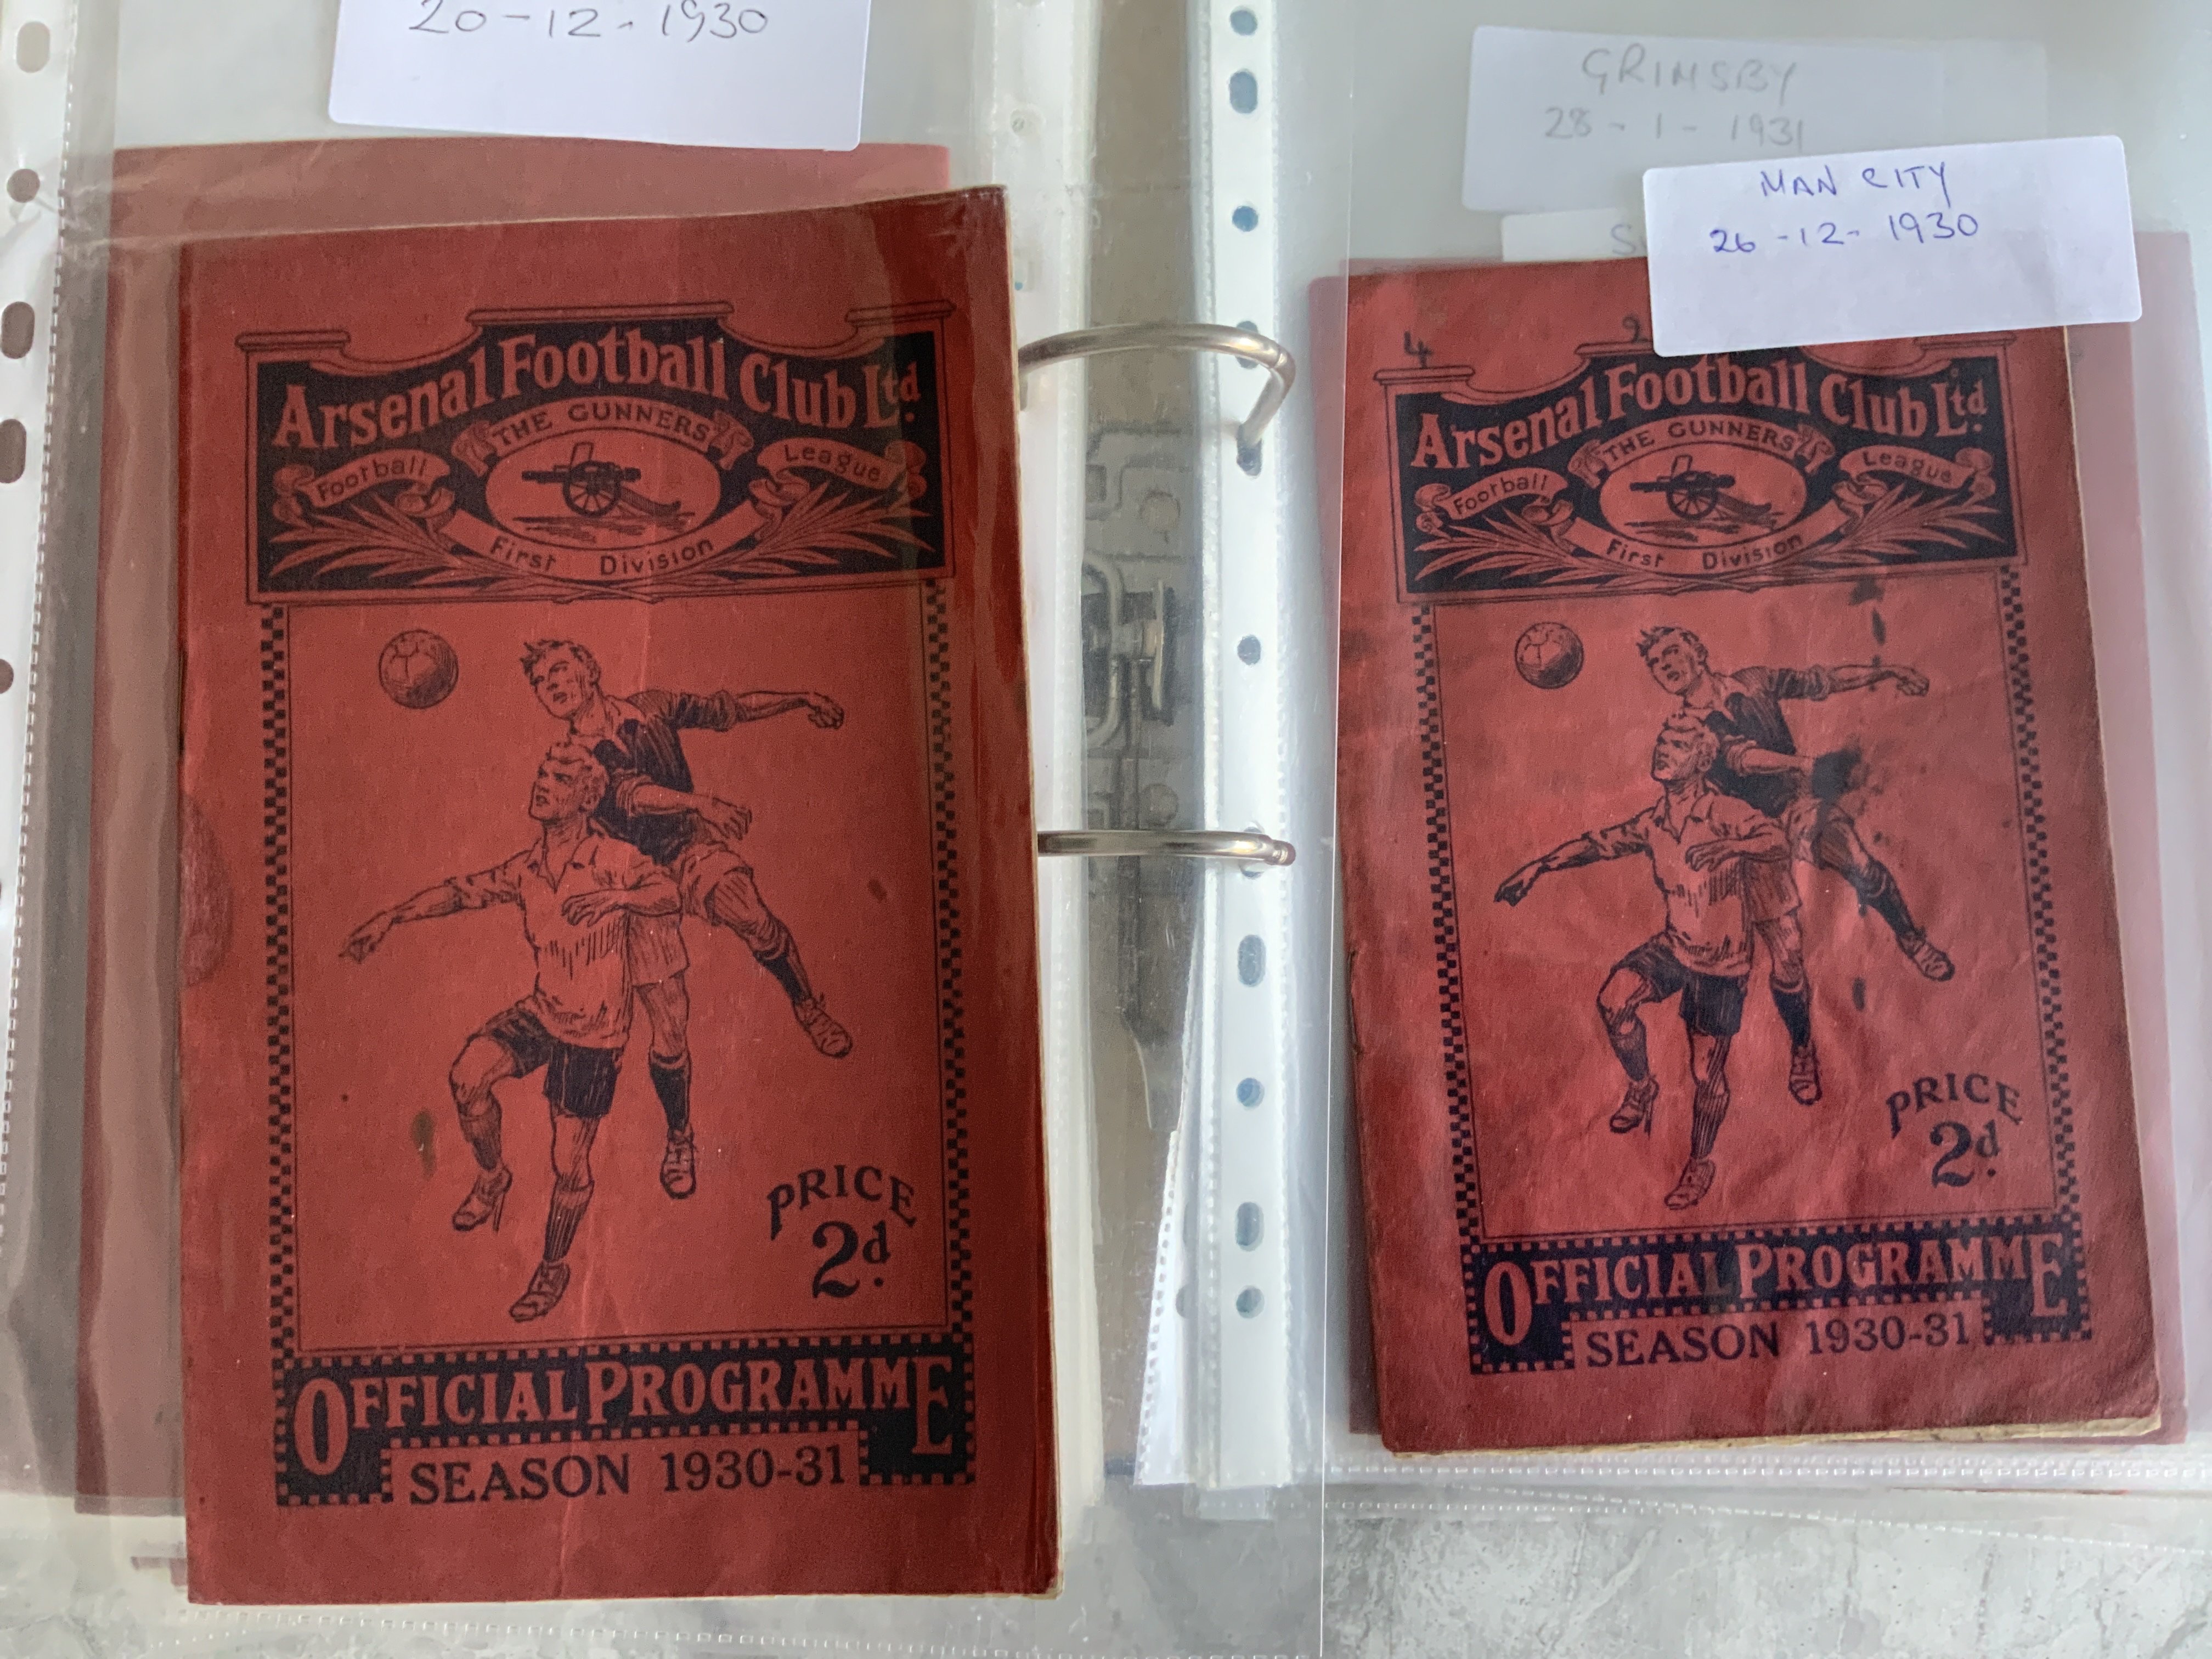 20-12-1930
Arsenal Football Club Ltd.
THE GUNNERS
Football League
First Division
PRICE
2d.
OFFICIAL PROGRAMME
SEASON 1930-31
GRIMSBY
28-1-1931
MAN CITY
26-12-1930
4
Arsenal Football Club Ltd.
THE GUNNERS
Football League
First Division
PRICE
2d.
OFFICIAL PROGRAMME
SEASON 1930-31